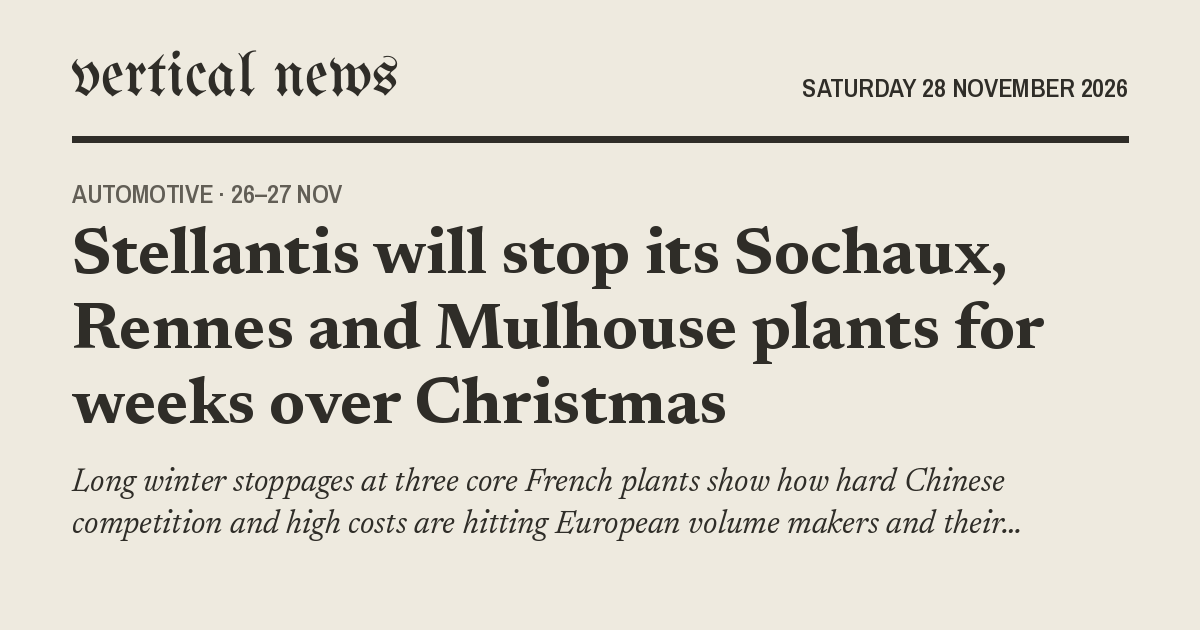 vertical news
SATURDAY 28 NOVEMBER 2026
AUTOMOTIVE · 26–27 NOV
Stellantis will stop its Sochaux,
Rennes and Mulhouse plants for
weeks over Christmas
Long winter stoppages at three core French plants show how hard Chinese
competition and high costs are hitting European volume makers and their...